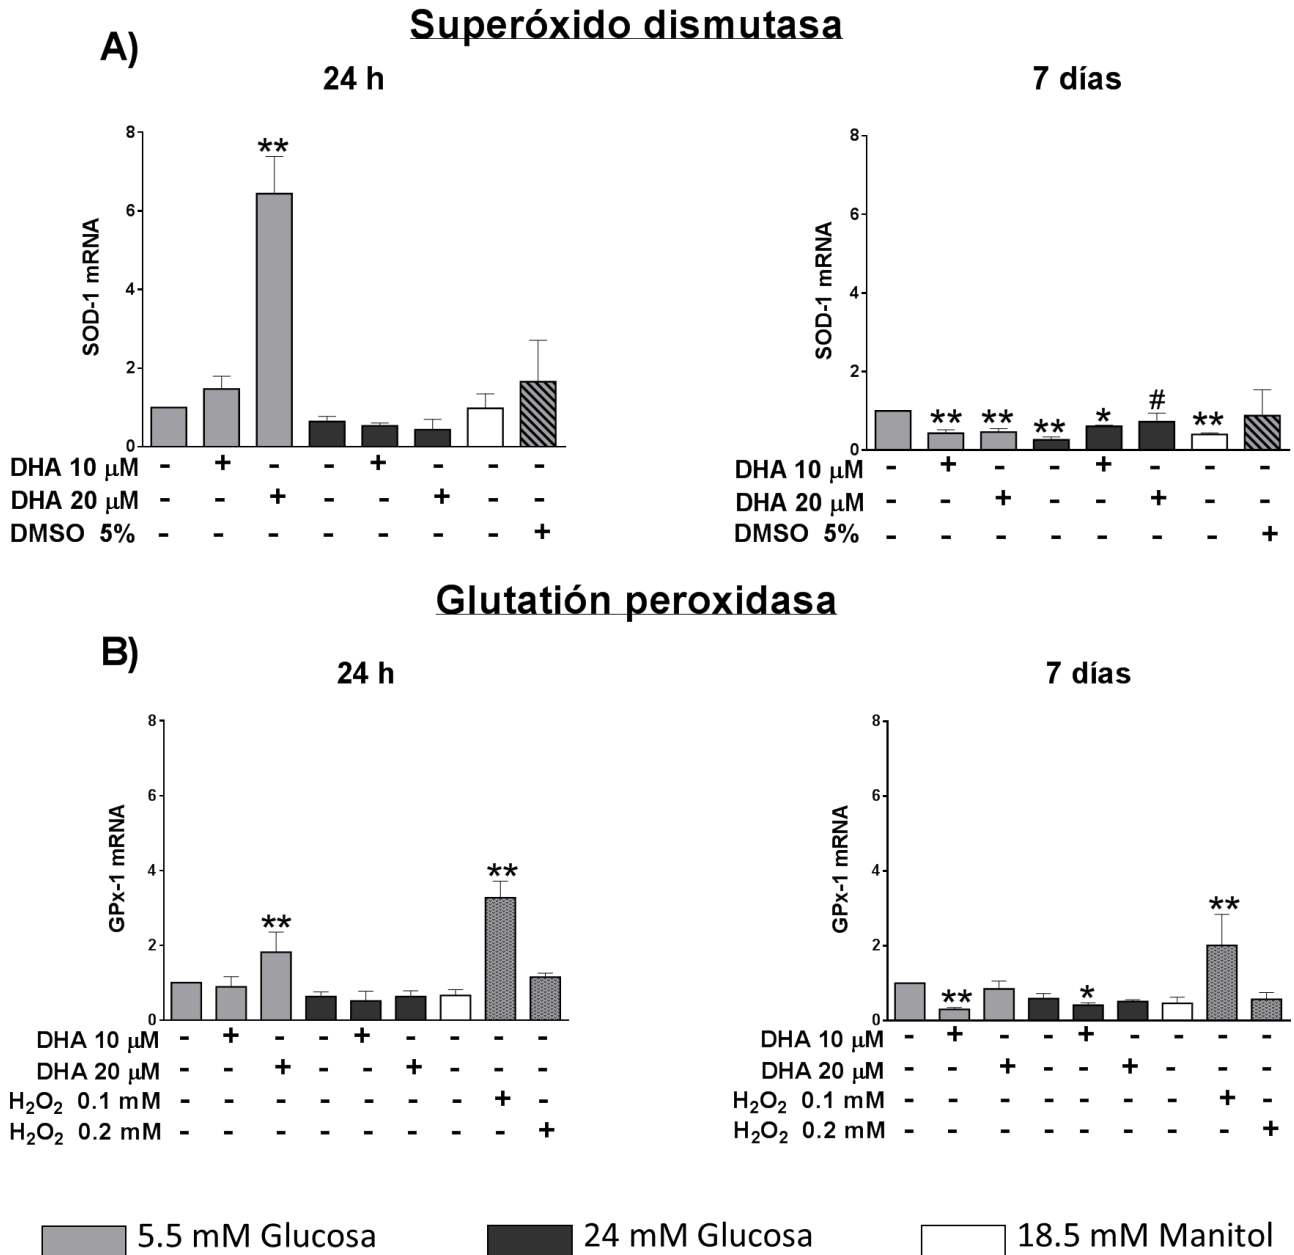 Superóxido dismutasa
A)
24 h
7 días
8
6
4
2
0
SOD-1 mRNA
**
DHA 10 μM - + - - + - - -
DHA 20 μM - - + - - + - -
DMSO 5% - - - - - - - +
8
6
4
2
0
SOD-1 mRNA
** ** ** * # **
DHA 10 μM - + - - + - - -
DHA 20 μM - - + - - + - -
DMSO 5% - - - - - - - +
Glutatión peroxidasa
B)
24 h
7 días
8
6
4
2
0
GPx-1 mRNA
** **
DHA 10 μM - + - - + - - - -
DHA 20 μM - - + - - + - - -
H₂O₂ 0.1 mM - - - - - - - + -
H₂O₂ 0.2 mM - - - - - - - - +
8
6
4
2
0
GPx-1 mRNA
** * **
DHA 10 μM - + - - + - - - -
DHA 20 μM - - + - - + - - -
H₂O₂ 0.1 mM - - - - - - - + -
H₂O₂ 0.2 mM - - - - - - - - +
5.5 mM Glucosa
24 mM Glucosa
18.5 mM Manitol